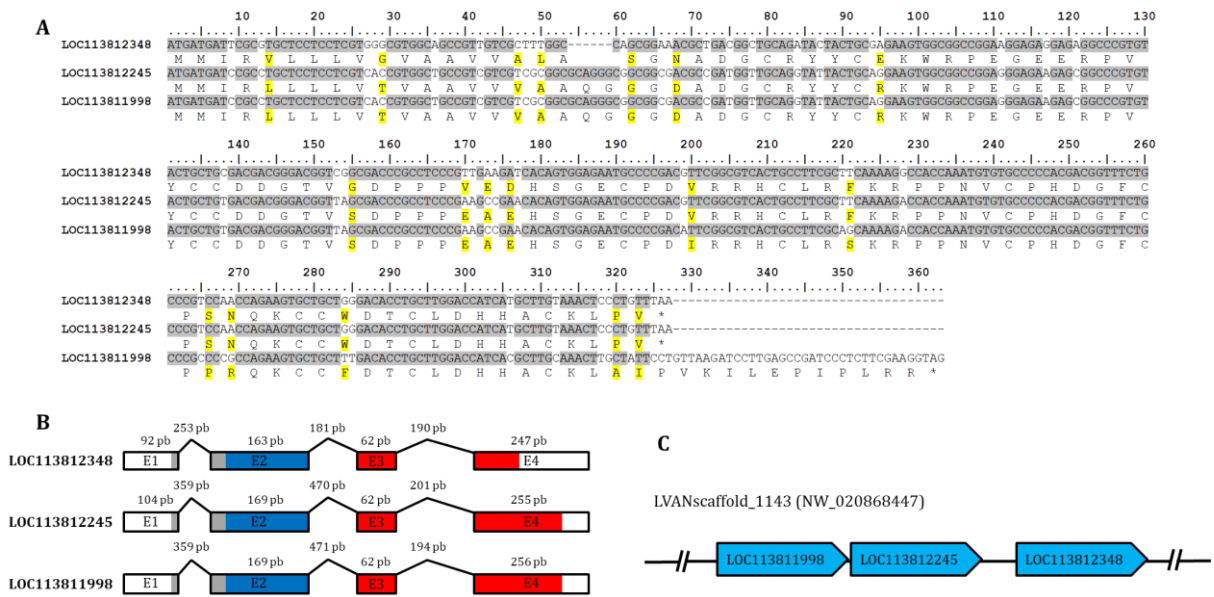 A
10 20 30 40 50 60 70 80 90 100 110 120 130
LOC113812348 ATGATGATTCGCGTGCTCCTCCTCGTGGGCGTGGCAGCCGTTGTCGCTTTGGC------CAGCGGAAACGCTGACGGCTGCAGATACTACTGCGAGAAGTGGCGGCCGGAAGGAGAGGAGAGGCCCGTGT
M M I R V L L L V G V A A V V A L A S G N A D G C R Y Y C E K W R P E G E E R P V
LOC113812245 ATGATGATCCGCCTGCTCCTCCTCGTCACCGTGGCTGCCGTCGTCGTCGCGGCGCAGGGCGGCGGCGACGCCGATGGTTGCAGGTATTACTGCAGGAAGTGGCGGCCGGAGGGAGAAGAGCGGCCCGTGT
M M I R L L L L V T V A A V V V A A Q G G G D A D G C R Y Y C R K W R P E G E E R P V
LOC113811998 ATGATGATCCGCCTGCTCCTCCTCGTCACCGTGGCTGCCGTCGTCGTCGCGGCGCAGGGCGGCGGCGACGCCGATGGTTGCAGGTATTACTGCAGGAAGTGGCGGCCGGAGGGAGAAGAGCGGCCCGTGT
M M I R L L L L V T V A A V V V A A Q G G G D A D G C R Y Y C R K W R P E G E E R P V
140 150 160 170 180 190 200 210 220 230 240 250 260
LOC113812348 ACTGCTGCGACGACGGGACGGTCGGCGACCCGCCTCCCGTTGAAGATCACAGTGGAGAATGCCCCGACGTTCGGCGTCACTGCCTTCGCTTCAAAAGGCCACCAAATGTGTGCCCCCACGACGGTTTCTG
Y C C D D G T V G D P P P V E D H S G E C P D V R R H C L R F K R P P N V C P H D G F C
LOC113812245 ACTGCTGTGACGACGGGACGGTTAGCGACCCGCCTCCCGAAGCCGAACACAGTGGAGAATGCCCCGACGTTCGGCGTCACTGCCTTCGCTTCAAAAGACCACCAAATGTGTGCCCCCACGACGGTTTCTG
Y C C D D G T V S D P P P E A E H S G E C P D V R R H C L R F K R P P N V C P H D G F C
LOC113811998 ACTGCTGTGACGACGGGACGGTTAGCGACCCGCCTCCCGAAGCCGAACACAGTGGAGAATGCCCCGACATTCGGCGTCACTGCCTTCGCAGCAAAAGACCACCAAATGTGTGCCCCCACGACGGTTTCTG
Y C C D D G T V S D P P P E A E H S G E C P D I R R H C L R S K R P P N V C P H D G F C
270 280 290 300 310 320 330 340 350 360
LOC113812348 CCCGTCCAACCAGAAGTGCTGCTGGGACACCTGCTTGGACCATCATGCTTGTAAACTCCCTGTTTAA------------------------------------
P S N Q K C C W D T C L D H H A C K L P V *
LOC113812245 CCCGTCCAACCAGAAGTGCTGCTGGGACACCTGCTTGGACCATCATGCTTGTAAACTCCCTGTTTAA------------------------------------
P S N Q K C C W D T C L D H H A C K L P V *
LOC113811998 CCCGCCCCGCCAGAAGTGCTGCTTTGACACCTGCTTGGACCATCACGCTTGCAAACTTGCTATTCCTGTTAAGATCCTTGAGCCGATCCCTCTTCGAAGGTAG
P P R Q K C C F D T C L D H H A C K L A I P V K I L E P I P L R R *
B
253 pb 181 pb 190 pb
92 pb 163 pb 62 pb 247 pb
LOC113812348 E1 E2 E3 E4
359 pb 470 pb 201 pb
104 pb 169 pb 62 pb 255 pb
LOC113812245 E1 E2 E3 E4
359 pb 471 pb 194 pb
169 pb 62 pb 256 pb
LOC113811998 E1 E2 E3 E4
C
LVANscaffold_1143 (NW_020868447)
LOC113811998 LOC113812245 LOC113812348